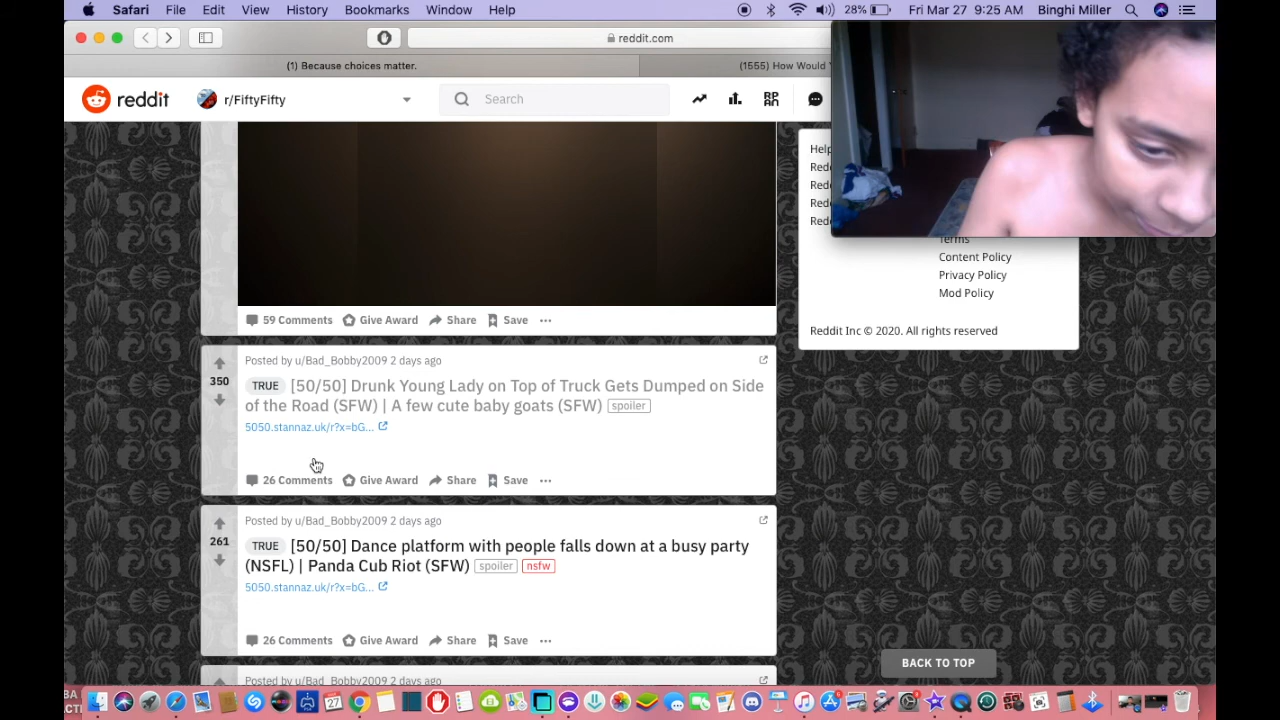 Safari File Edit View History Bookmarks Window Help 28% Fri Mar 27 9:25 AM Binghi Miller
reddit.com
(1) Because choices matter. (1555) How Would
reddit r/FiftyFifty Search
Help
Terms
Content Policy
Privacy Policy
Mod Policy
Reddit Inc © 2020. All rights reserved
59 Comments Give Award Share Save
Posted by u/Bad_Bobby2009 2 days ago
350
TRUE [50/50] Drunk Young Lady on Top of Truck Gets Dumped on Side
of the Road (SFW) | A few cute baby goats (SFW) spoiler
5050.stannaz.uk/r?x=bG...
26 Comments Give Award Share Save
Posted by u/Bad_Bobby2009 2 days ago
261
TRUE [50/50] Dance platform with people falls down at a busy party
(NSFL) | Panda Cub Riot (SFW) spoiler nsfw
5050.stannaz.uk/r?x=bG...
26 Comments Give Award Share Save
BACK TO TOP
Posted by u/Bad_Bobby2009 2 days ago